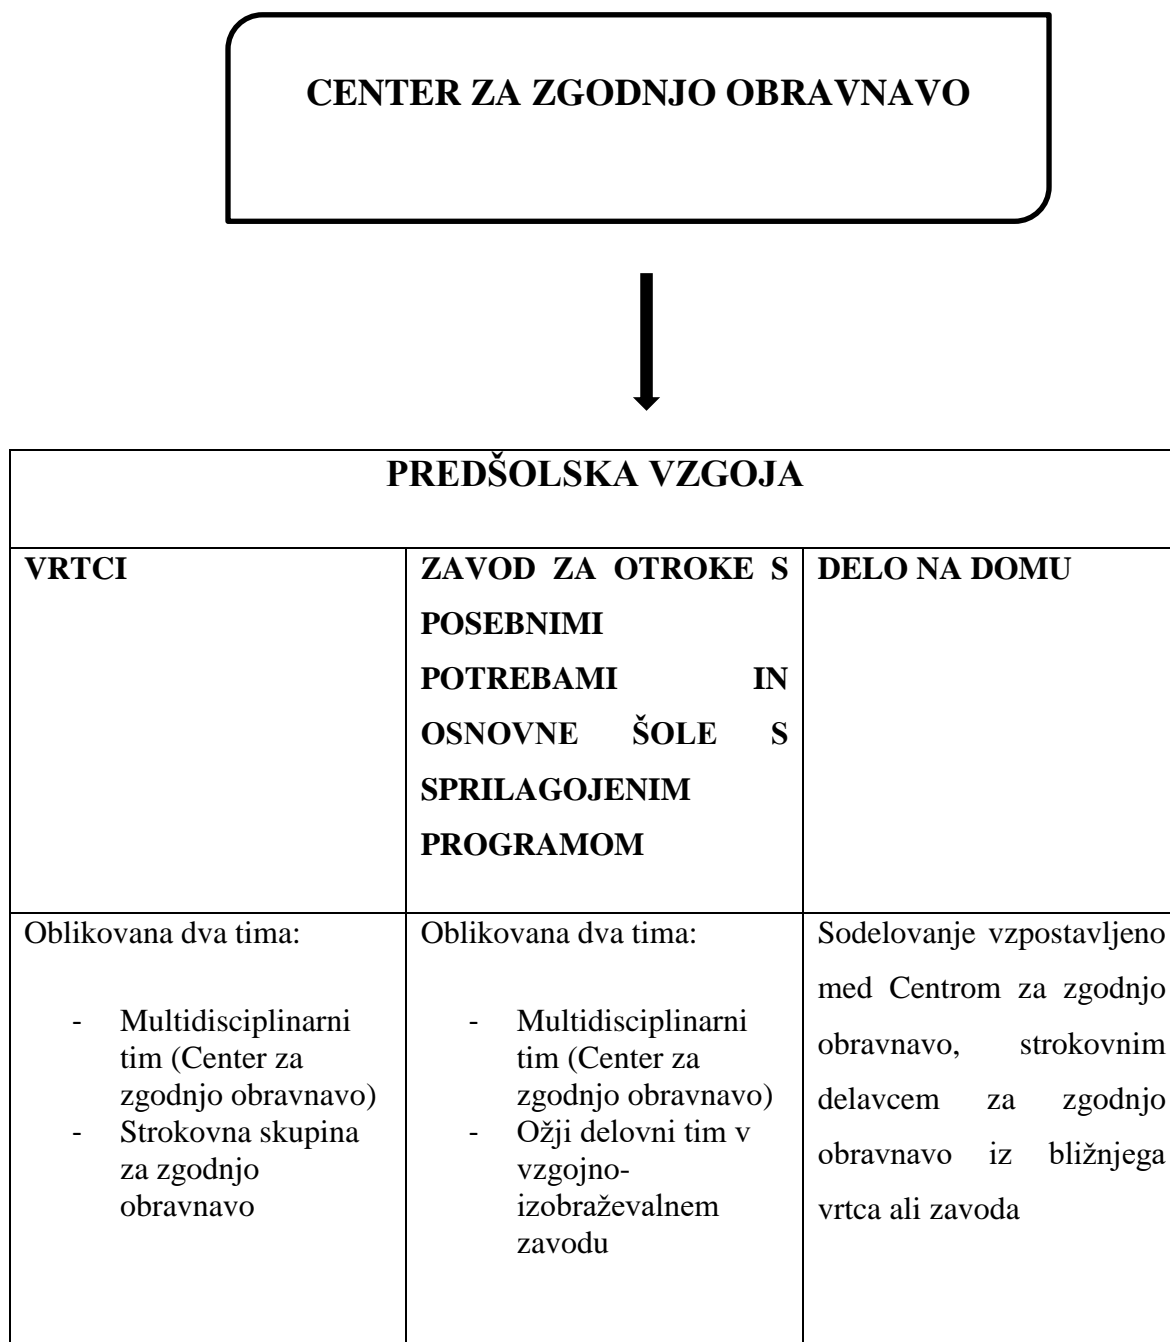 CENTER ZA ZGODNJO OBRAVNAVO
PREDŠOLSKA VZGOJA
VRTCI
ZAVOD ZA OTROKE S
POSEBNIMI
POTREBAMI IN
OSNOVNE ŠOLE S
SPRILAGOJENIM
PROGRAMOM
DELO NA DOMU
Oblikovana dva tima:
- Multidisciplinarni
tim (Center za
zgodnjo obravnavo)
- Strokovna skupina
za zgodnjo
obravnavo
Oblikovana dva tima:
- Multidisciplinarni
tim (Center za
zgodnjo obravnavo)
- Ožji delovni tim v
vzgojno-
izobraževalnem
zavodu
Sodelovanje vzpostavljeno
med Centrom za zgodnjo
obravnavo, strokovnim
delavcem za zgodnjo
obravnavo iz bližnjega
vrtca ali zavoda